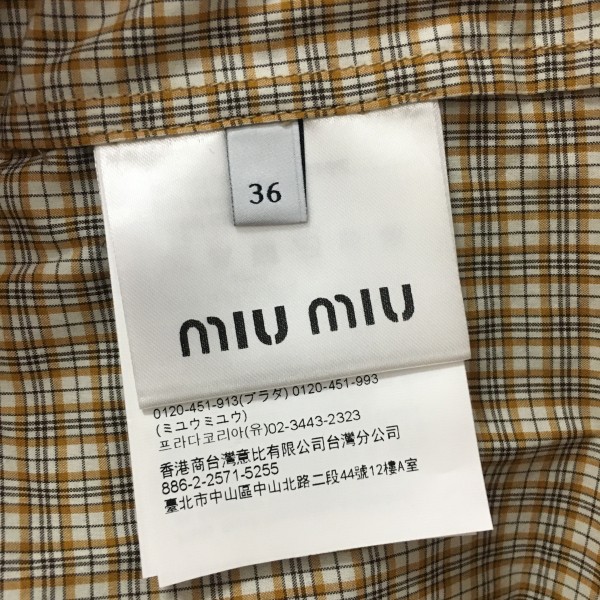 36
miu miu
0120-451-913(プラダ) 0120-451-993
(ミュウミュウ)
프라다코리아(유)02-3443-2323
香港商台灣意比有限公司台灣分公司
886-2-2571-5255
臺北市中山區中山北路二段44號12樓A室